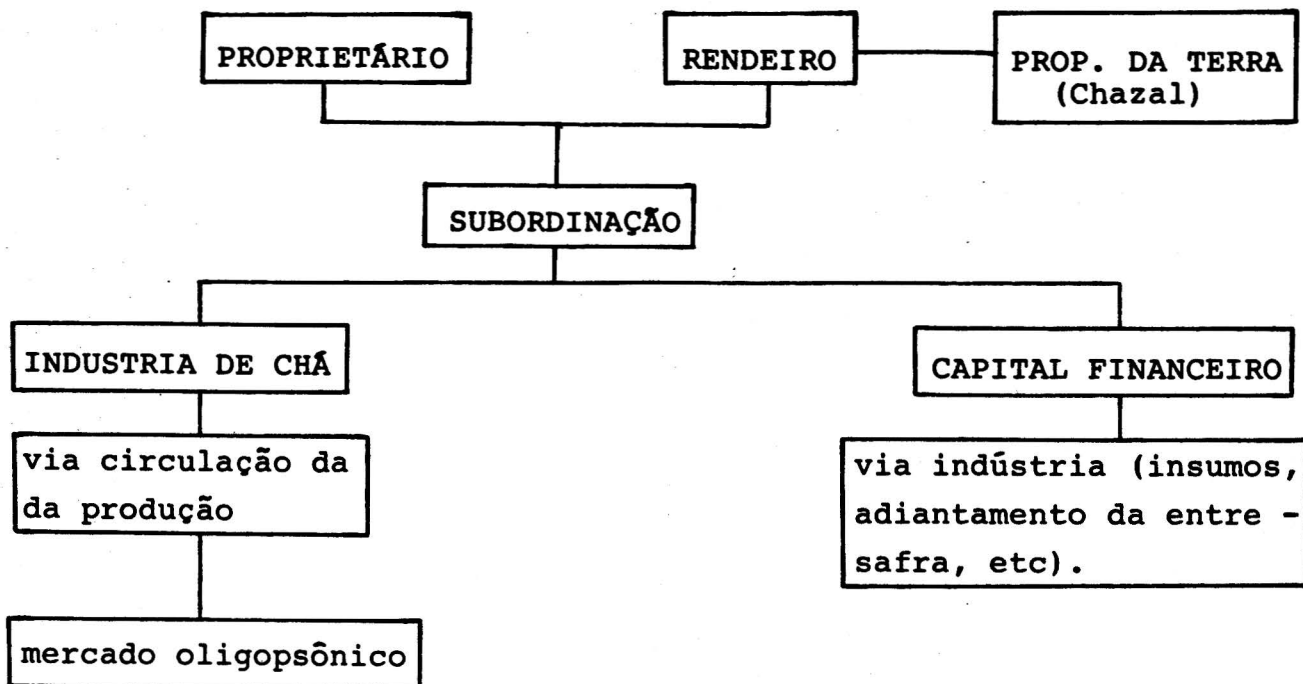 PROPRIETÁRIO
RENDEIRO
PROP. DA TERRA
(Chazal)
SUBORDINAÇÃO
INDUSTRIA DE CHÁ
CAPITAL FINANCEIRO
via circulação da
da produção
via indústria (insumos,
adiantamento da entre -
safra, etc).
mercado oligopsônico